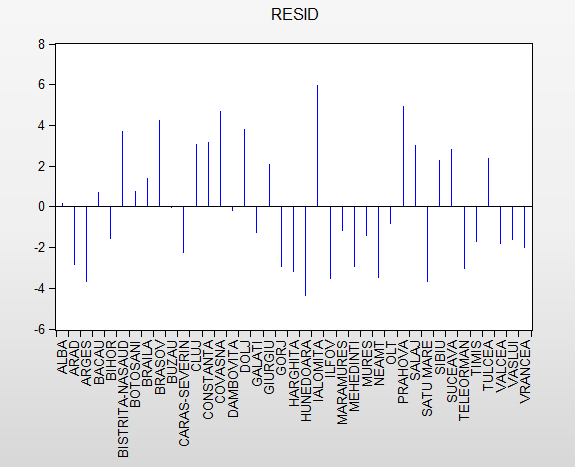 RESID
8
6
4
2
0
-2
-4
-6
ALBA
ARAD
ARGES
BACAU
BIHOR
BISTRITA-NASAUD
BOTOSANI
BRAILA
BRASOV
BUZAU
CARAS-SEVERIN
CLUJ
CONSTANTA
COVASNA
DAMBOVITA
DOLJ
GALATI
GIURGIU
GORJ
HARGHITA
HUNEDOARA
IALOMITA
ILFOV
MARAMURES
MEHEDINTI
MURES
NEAMT
OLT
PRAHOVA
SALAJ
SATU MARE
SIBIU
SUCEAVA
TELEORMAN
TIMIS
TULCEA
VALCEA
VASLUI
VRANCEA